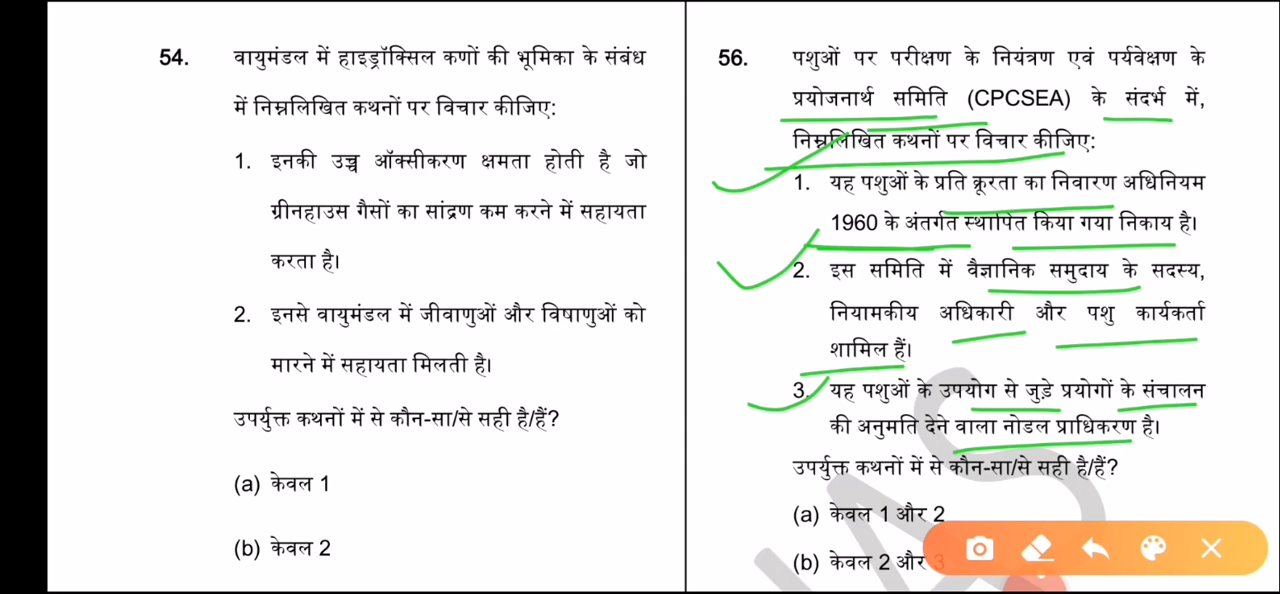 54. वायुमंडल में हाइड्रॉक्सिल कणों की भूमिका के संबंध
में निम्नलिखित कथनों पर विचार कीजिए:
1. इनकी उच्च ऑक्सीकरण क्षमता होती है जो
ग्रीनहाउस गैसों का सांद्रण कम करने में सहायता
करता है।
2. इनसे वायुमंडल में जीवाणुओं और विषाणुओं को
मारने में सहायता मिलती है।
उपर्युक्त कथनों में से कौन-सा/से सही है/हैं?
(a) केवल 1
(b) केवल 2
56. पशुओं पर परीक्षण के नियंत्रण एवं पर्यवेक्षण के
प्रयोजनार्थ समिति (CPCSEA) के संदर्भ में,
निम्नलिखित कथनों पर विचार कीजिए:
1. यह पशुओं के प्रति क्रूरता का निवारण अधिनियम
1960 के अंतर्गत स्थापित किया गया निकाय है।
2. इस समिति में वैज्ञानिक समुदाय के सदस्य,
नियामकीय अधिकारी और पशु कार्यकर्ता
शामिल हैं।
3. यह पशुओं के उपयोग से जुड़े प्रयोगों के संचालन
की अनुमति देने वाला नोडल प्राधिकरण है।
उपर्युक्त कथनों में से कौन-सा/से सही है/हैं?
(a) केवल 1 और 2
(b) केवल 2 और 3